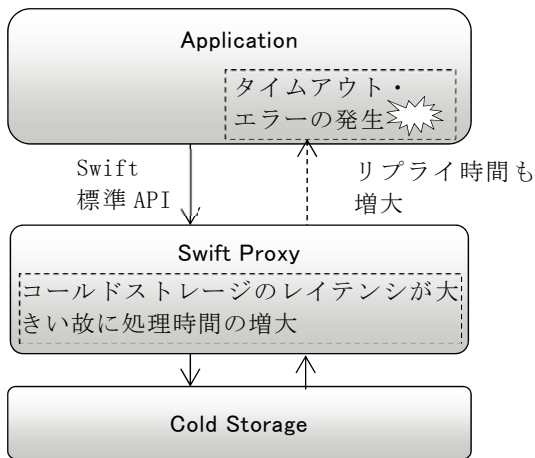 Application
タイムアウト・
エラーの発生
Swift
標準 API
リプライ時間も
増大
Swift Proxy
コールドストレージのレイテンシが大
きい故に処理時間の増大
Cold Storage